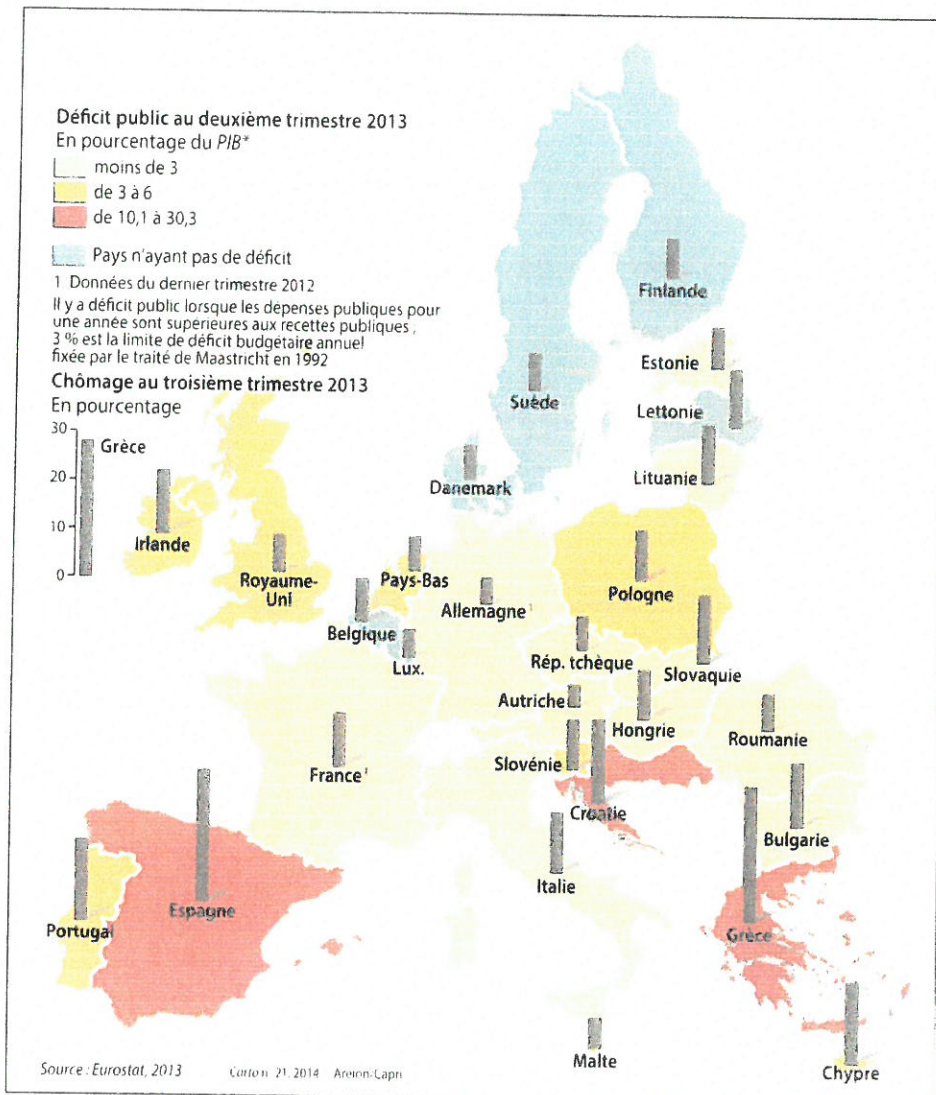 Déficit public au deuxième trimestre 2013
En pourcentage du PIB*
moins de 3
de 3 à 6
de 10,1 à 30,3
Pays n'ayant pas de déficit
1 Données du dernier trimestre 2012
Il y a déficit public lorsque les dépenses publiques pour
une année sont supérieures aux recettes publiques,
3 % est la limite de déficit budgétaire annuel
fixée par le traité de Maastricht en 1992
Chômage au troisième trimestre 2013
En pourcentage
30
Grèce
20
10
0
Finlande
Estonie
Suède
Lettonie
Lituanie
Danemark
Irlande
Royaume-
Uni
Pays-Bas
Allemagne¹
Pologne
Belgique
Lux.
Rép. tchèque
Slovaquie
Autriche
Hongrie
Roumanie
France¹
Slovénie
Croatie
Bulgarie
Italie
Espagne
Portugal
Grèce
Malte
Chypre
Source : Eurostat, 2013
21, 2014